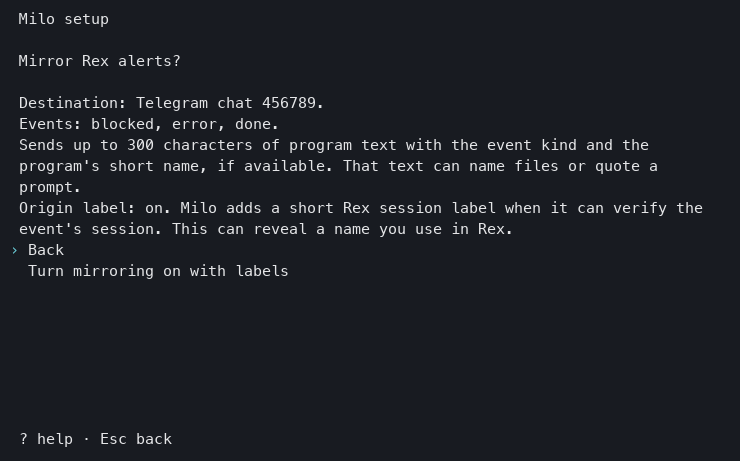 Milo setup
Mirror Rex alerts?
Destination: Telegram chat 456789.
Events: blocked, error, done.
Sends up to 300 characters of program text with the event kind and the
program's short name, if available. That text can name files or quote a
prompt.
Origin label: on. Milo adds a short Rex session label when it can verify the
event's session. This can reveal a name you use in Rex.
› Back
Turn mirroring on with labels
? help · Esc back